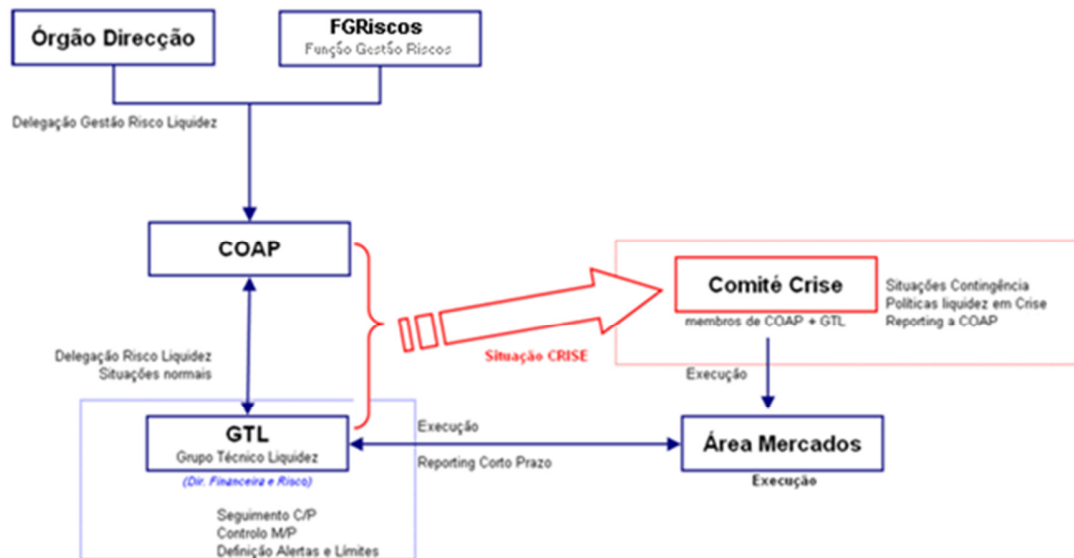 Órgão Direcção
FGRiscos
Função Gestão Riscos
Delegação Gestão Risco Liquidez
COAP
Comité Crise
membros de COAP + GTL
Situações Contingência
Políticas liquidez em Crise
Reporting a COAP
Situação CRISE
Delegação Risco Liquidez
Situações normais
Execução
GTL
Grupo Técnico Liquidez
(Dir. Financeira e Risco)
Execução
Reporting Corto Prazo
Área Mercados
Execução
Seguimento C/P
Controlo M/P
Definição Alertas e Límites